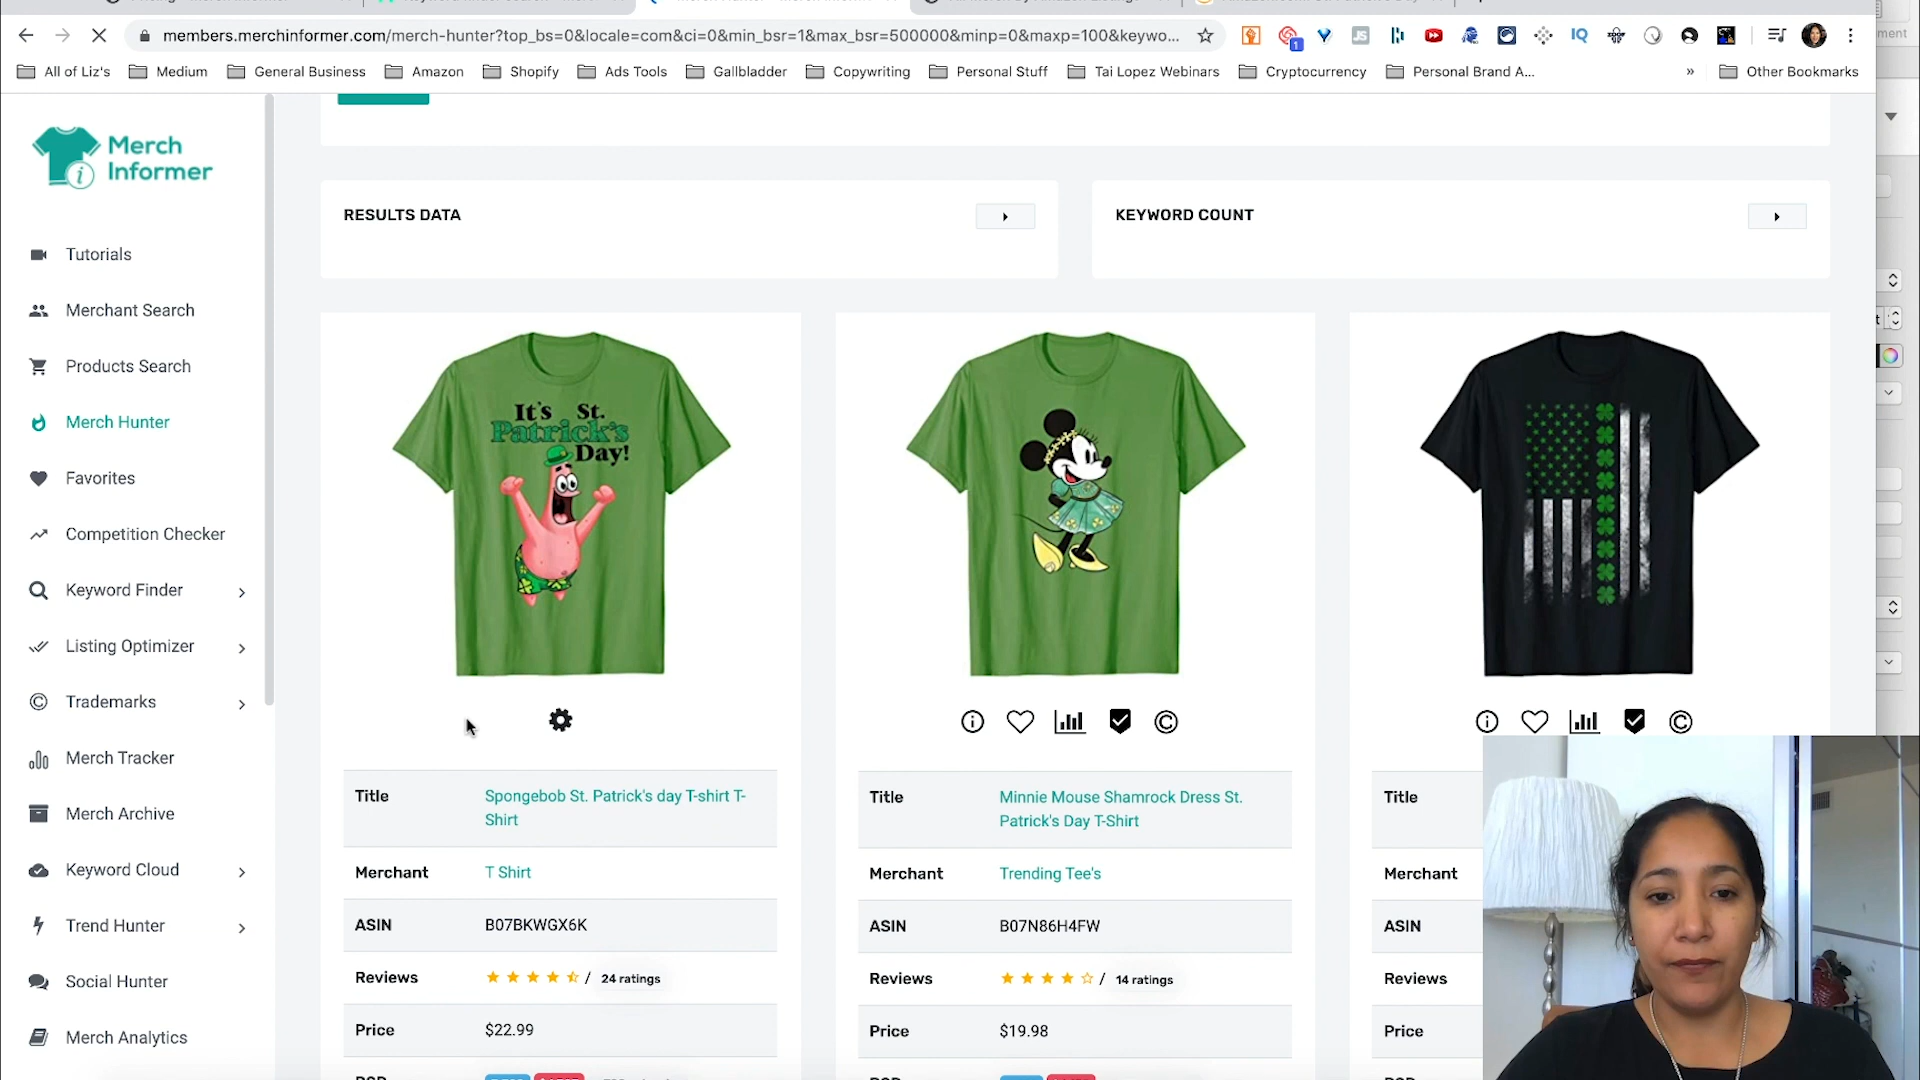 members.merchinformer.com/merch-hunter?top_bs=0&locale=com&ci=0&min_bsr=1&max_bsr=500000&minp=0&maxp=100&keywo...
1
JS
IQ
All of Liz's
Medium
General Business
Amazon
Shopify
Ads Tools
Gallbladder
Copywriting
Personal Stuff
Tai Lopez Webinars
Cryptocurrency
Personal Brand A...
»
Other Bookmarks
Merch
Informer
Tutorials
Merchant Search
Products Search
Merch Hunter
Favorites
Competition Checker
Keyword Finder
Listing Optimizer
Trademarks
Merch Tracker
Merch Archive
Keyword Cloud
Trend Hunter
Social Hunter
Merch Analytics
RESULTS DATA
KEYWORD COUNT
It's St.
Patrick's
Day!
Title
Spongebob St. Patrick's day T-shirt T-
Shirt
Merchant
T Shirt
ASIN
B07BKWGX6K
Reviews
/ 24 ratings
Price
$22.99
Title
Minnie Mouse Shamrock Dress St.
Patrick's Day T-Shirt
Merchant
Trending Tee's
ASIN
B07N86H4FW
Reviews
/ 14 ratings
Price
$19.98
Title
Merchant
ASIN
Reviews
Price